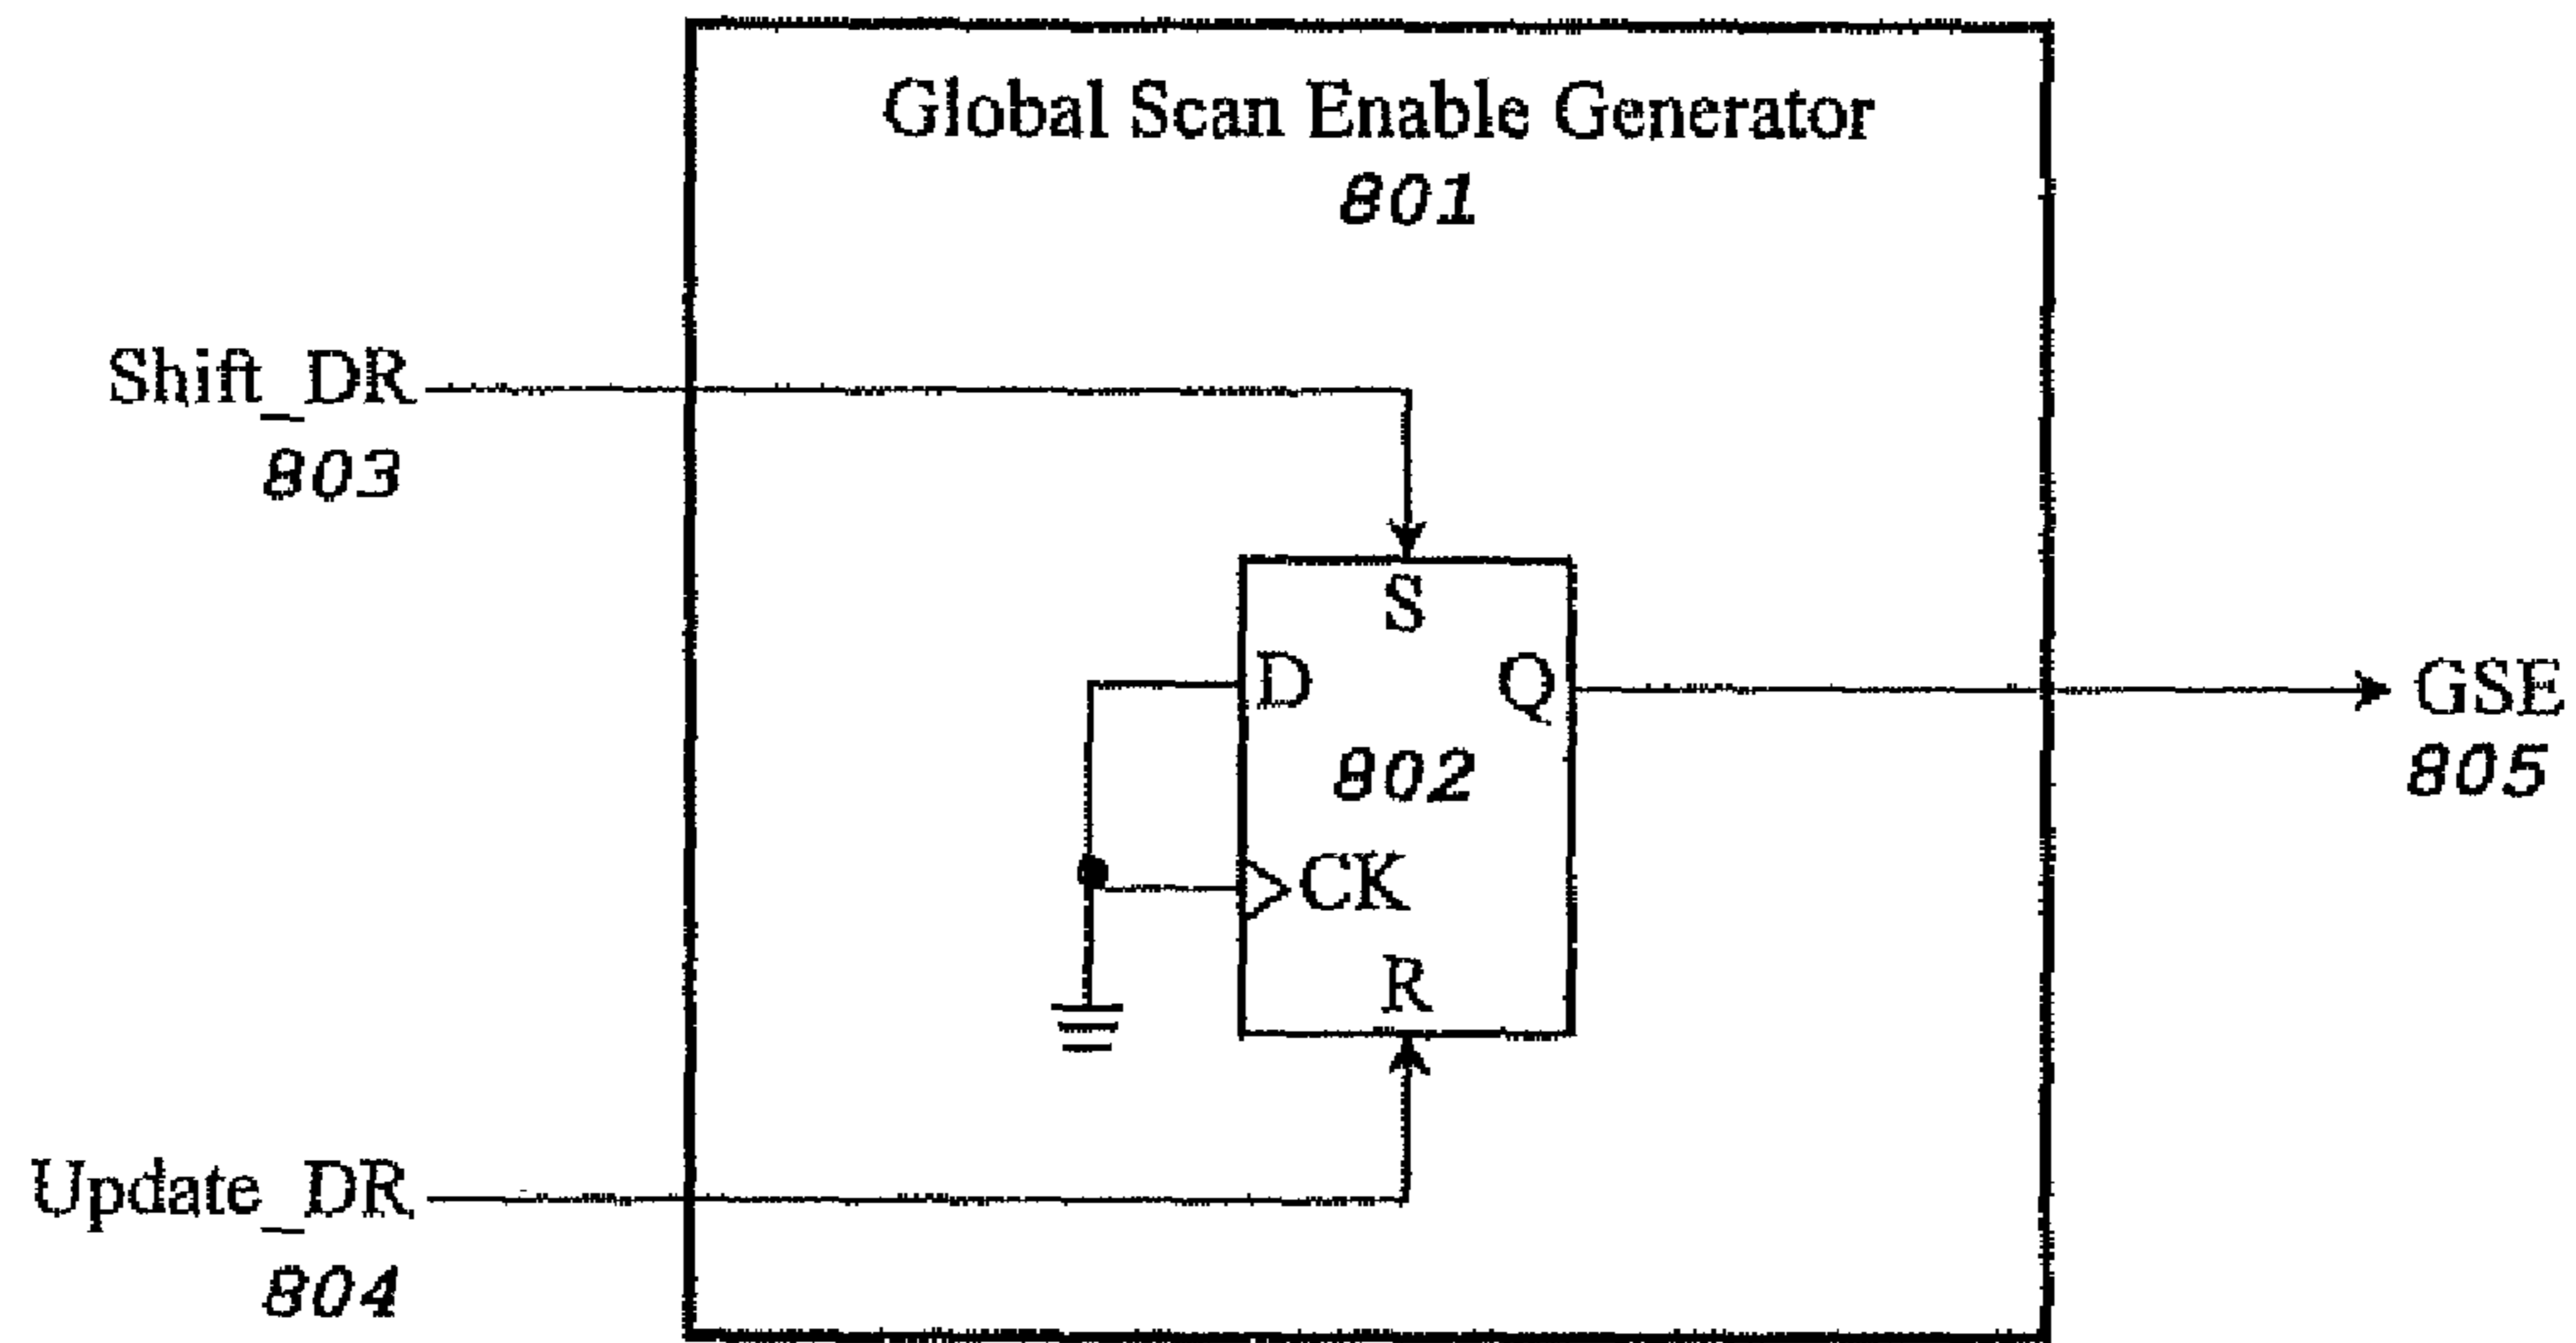 Global Scan Enable Generator
801
Shift_DR
803
S
D
Q
GSE
802
805
CK
R
Update_DR
804